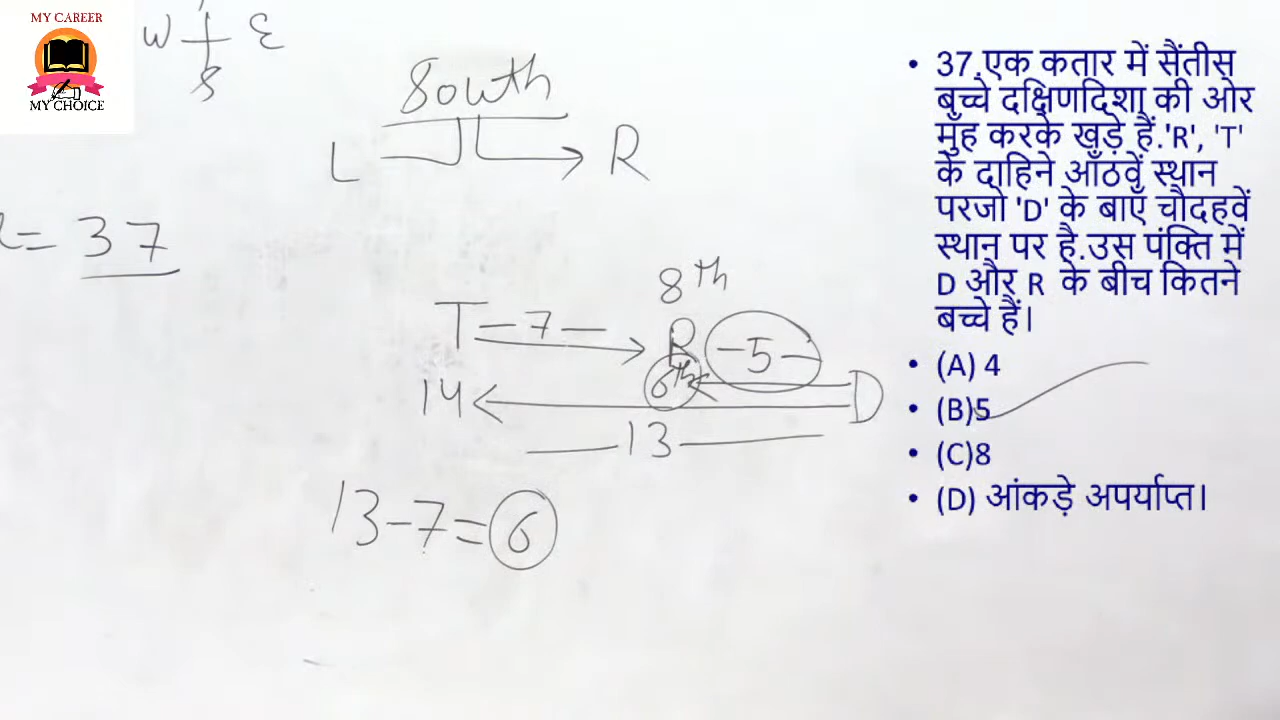 MY CAREER
MY CHOICE
W E
S
South
L R
= 37
8th
T - 7 - R - 5 -
6th
14 D
13
13-7=6
• 37.एक कतार में सैंतीस
बच्चे दक्षिणदिशा की ओर
मुँह करके खड़े हैं.'R', 'T'
के दाहिने आँठवें स्थान
परजो 'D' के बाएँ चौदहवें
स्थान पर है.उस पंक्ति में
D और R के बीच कितने
बच्चे हैं।
• (A) 4
• (B)5
• (C)8
• (D) आंकड़े अपर्याप्त।